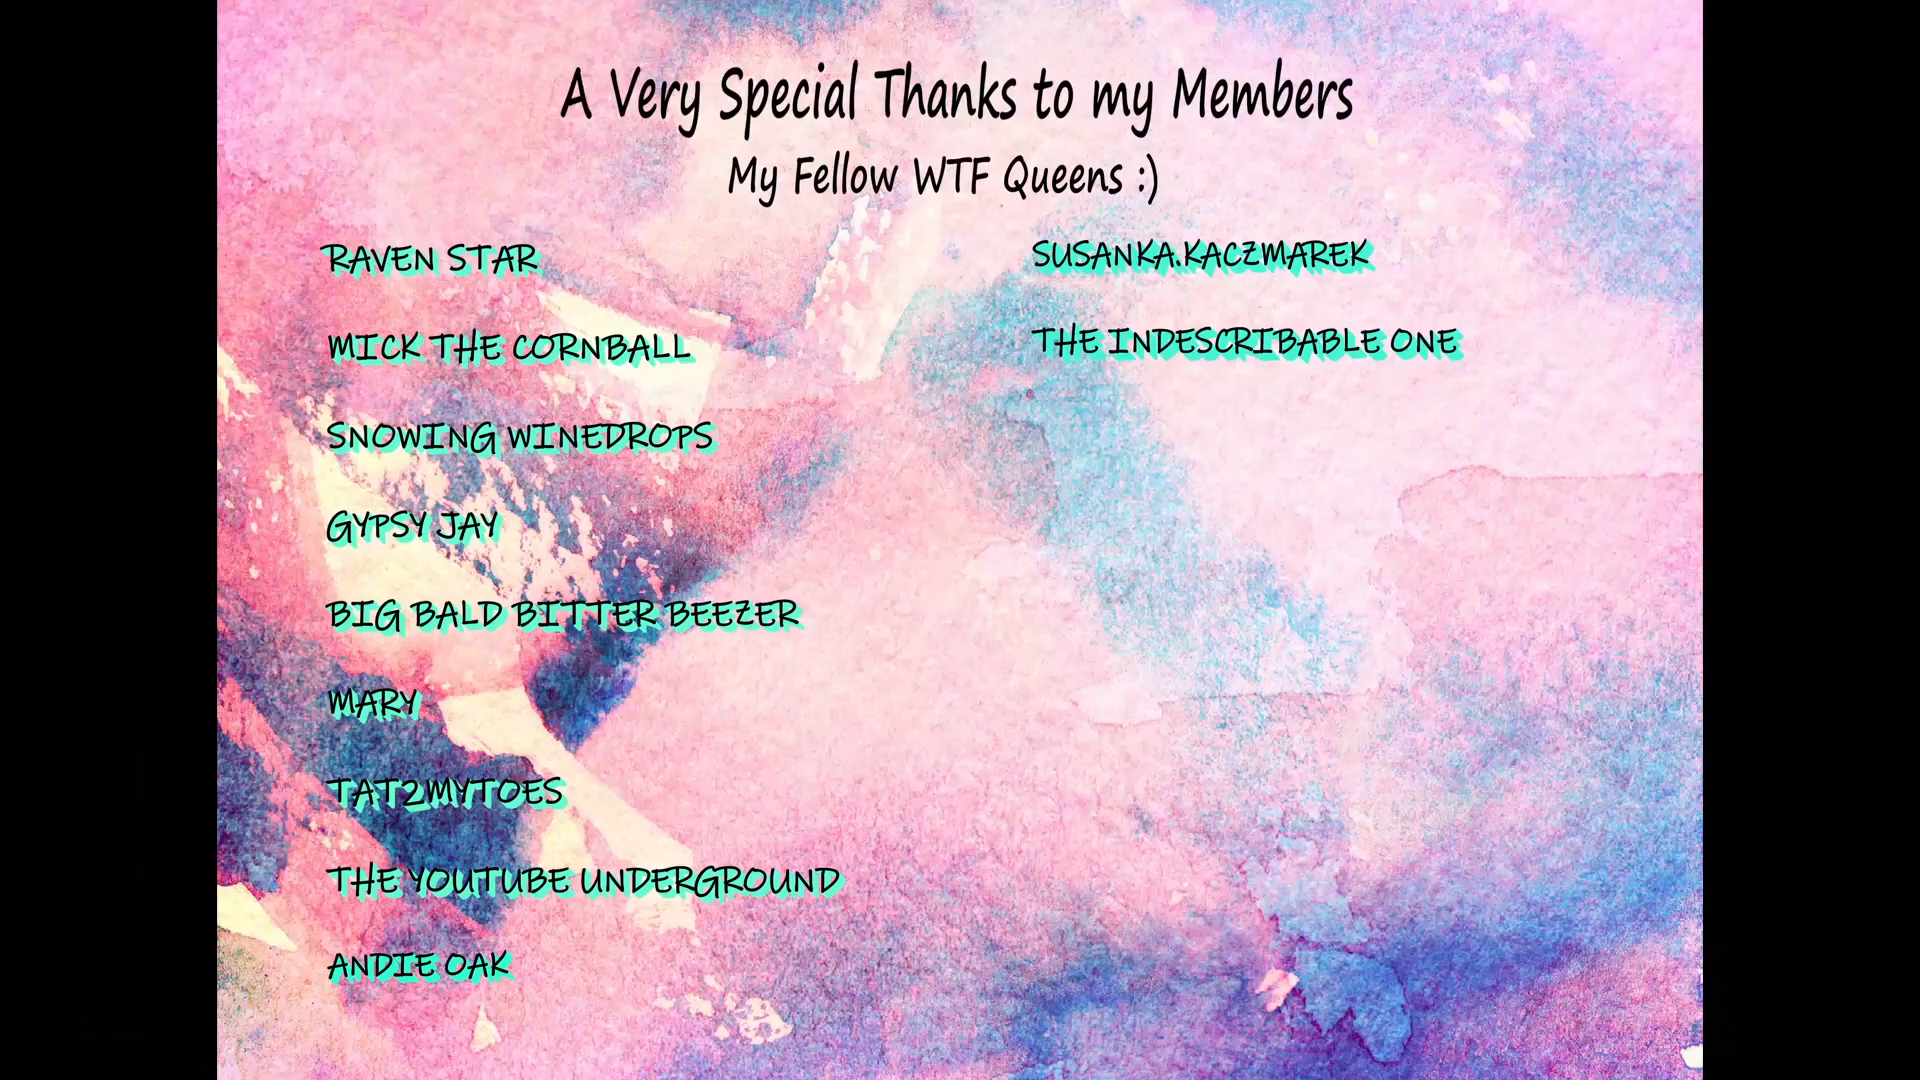 A Very Special Thanks to my Members
My Fellow WTF Queens :)
RAVEN STAR
MICK THE CORNBALL
SNOWING WINEDROPS
GYPSY JAY
BIG BALD BITTER BEEZER
MARY
TAT2MYTOES
THE YOUTUBE UNDERGROUND
ANDIE OAK
SUSANKA.KACZMAREK
THE INDESCRIBABLE ONE